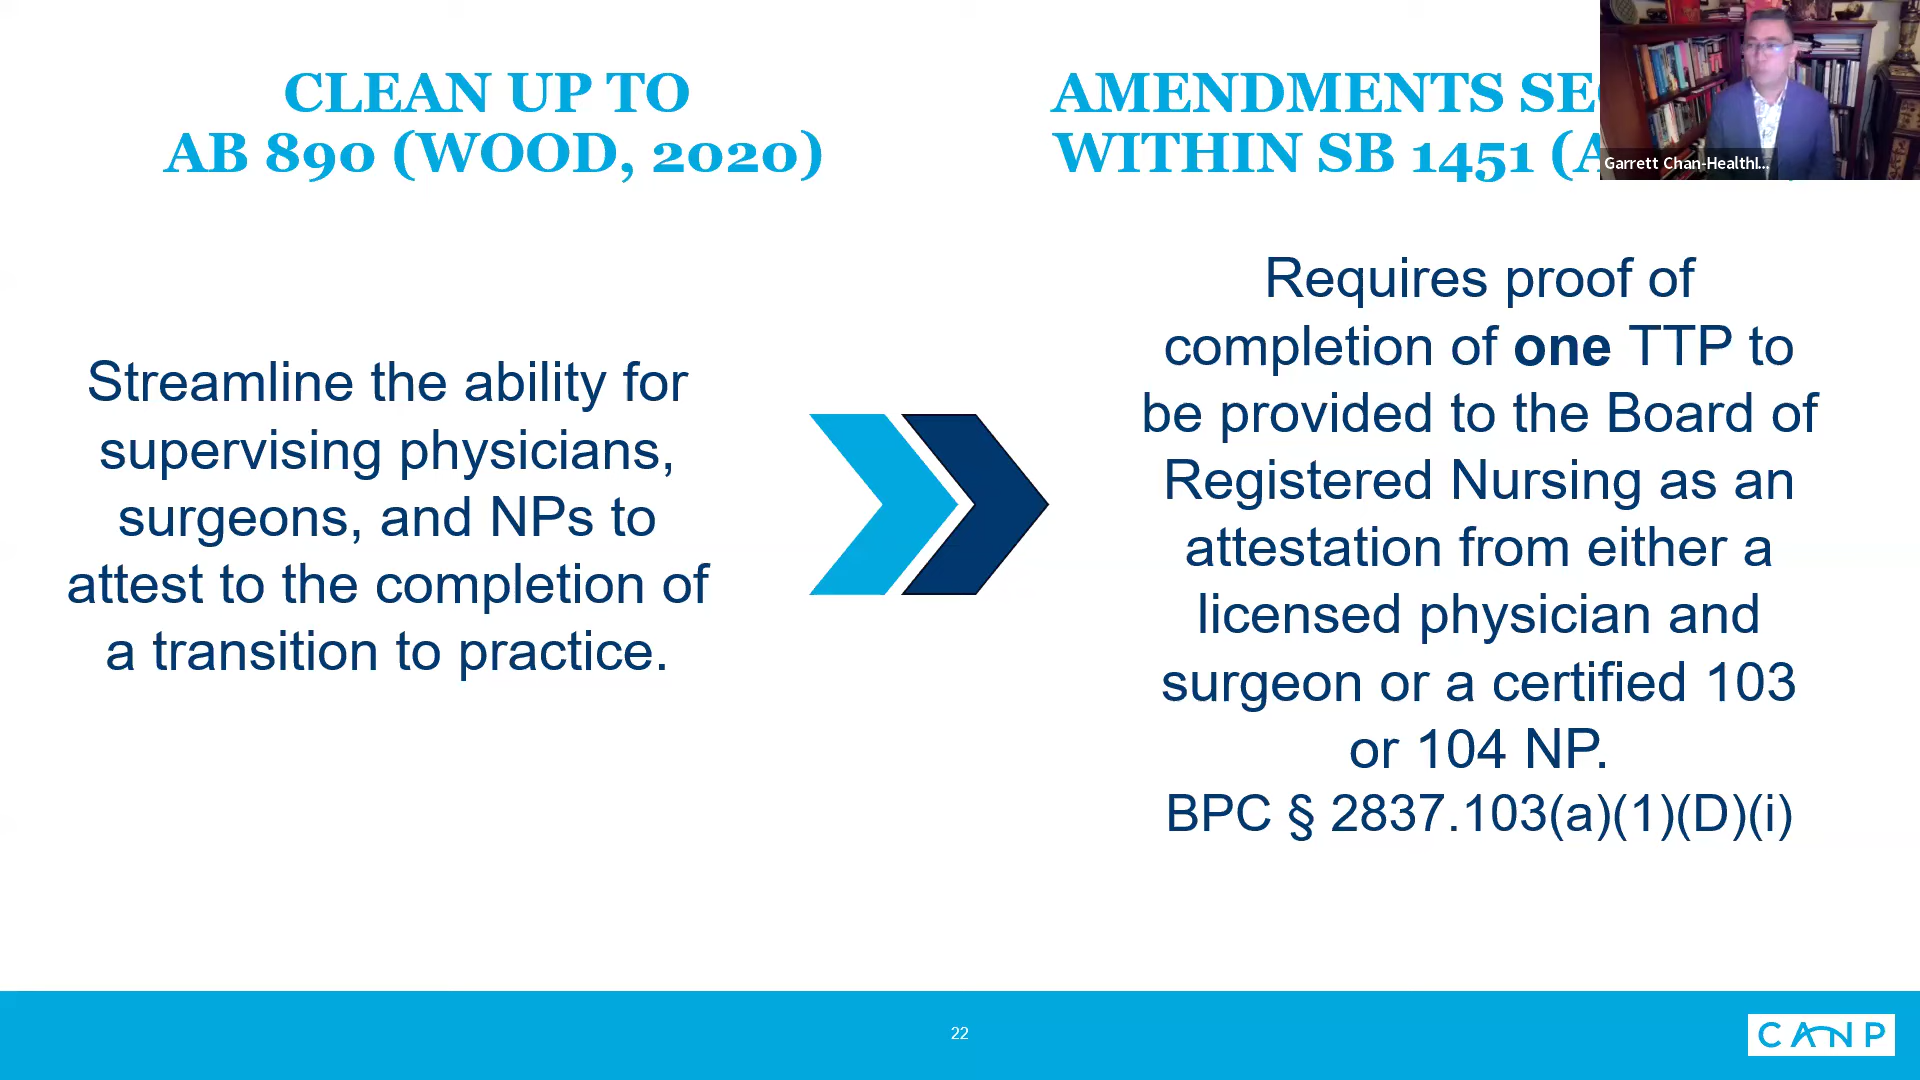 CLEAN UP TO
AB 890 (WOOD, 2020)
Streamline the ability for
supervising physicians,
surgeons, and NPs to
attest to the completion of
a transition to practice.
AMENDMENTS
WITHIN SB 1451
Requires proof of
completion of one TTP to
be provided to the Board of
Registered Nursing as an
attestation from either a
licensed physician and
surgeon or a certified 103
or 104 NP.
BPC § 2837.103(a)(1)(D)(i)
Garrett Chan-Healthl...
22
CANP